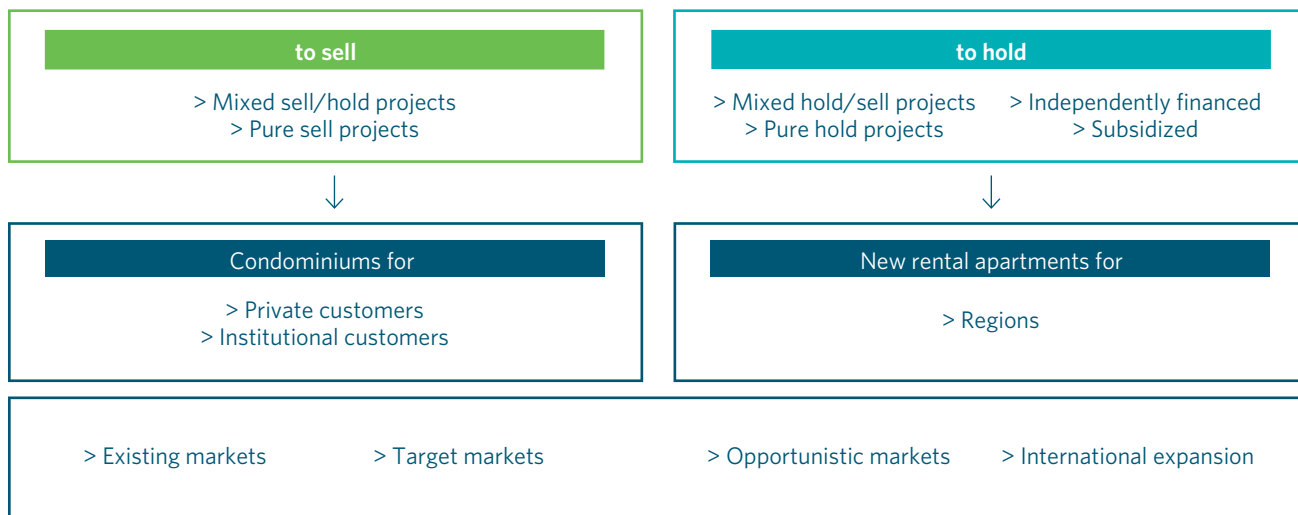 to sell
> Mixed sell/hold projects
> Pure sell projects
to hold
> Mixed hold/sell projects
> Pure hold projects
> Independently financed
> Subsidized
Condominiums for
> Private customers
> Institutional customers
New rental apartments for
> Regions
> Existing markets
> Target markets
> Opportunistic markets
> International expansion